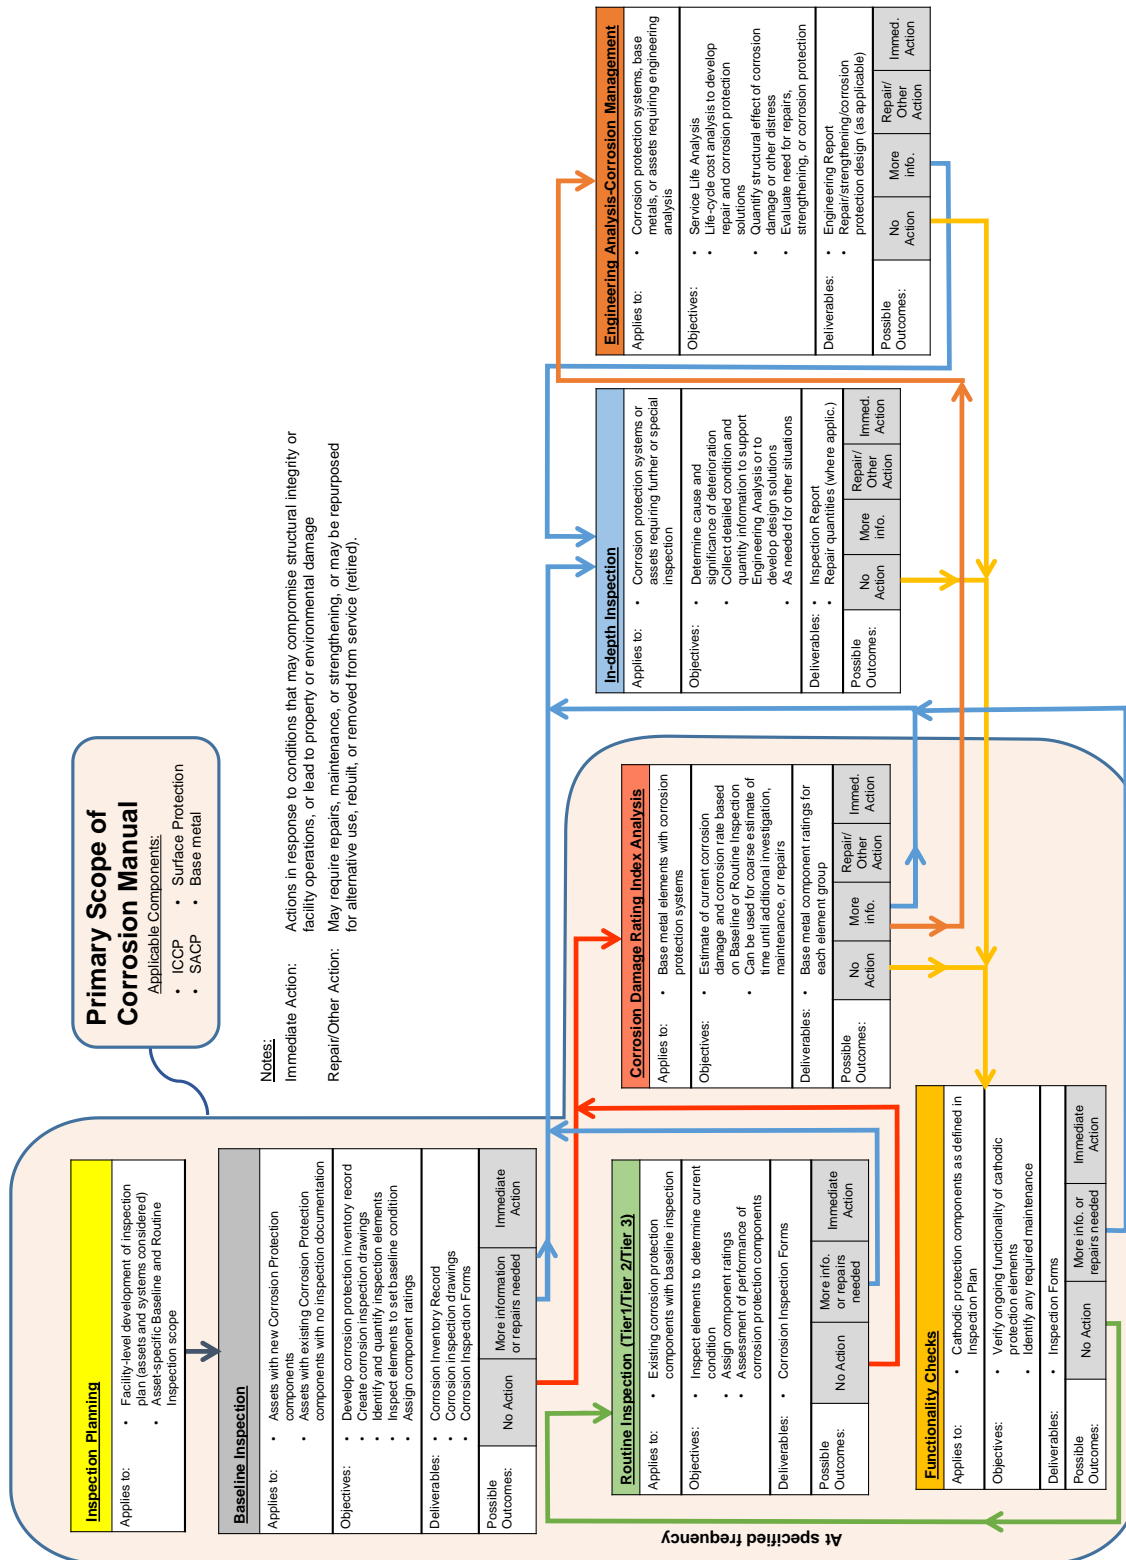 Primary Scope of
Corrosion Manual
Applicable Components:
• ICCP • Surface Protection
• SACP • Base metal
Notes:
Immediate Action: Actions in response to conditions that may compromise structural integrity or
facility operations, or lead to property or environmental damage
Repair/Other Action: May require repairs, maintenance, or strengthening, or may be repurposed
for alternative use, rebuilt, or removed from service (retired).
Inspection Planning
Applies to: • Facility-level development of inspection
plan (assets and systems considered)
• Asset-specific Baseline and Routine
Inspection scope
Baseline Inspection
Applies to: • Assets with new Corrosion Protection
components
• Assets with existing Corrosion Protection
components with no inspection documentation
Objectives: • Develop corrosion protection inventory record
• Create corrosion inspection drawings
• Identify and quantify inspection elements
• Inspect elements to set baseline condition
• Assign component ratings
Deliverables: • Corrosion Inventory Record
• Corrosion inspection drawings
• Corrosion Inspection Forms
Possible
Outcomes:
No Action
More information
or repairs needed
Immediate
Action
At specified frequency
Routine Inspection (Tier1/Tier 2/Tier 3)
Applies to: • Existing corrosion protection
components with baseline inspection
Objectives: • Inspect elements to determine current
condition
• Assign component ratings
• Assessment of performance of
corrosion protection components
Deliverables: • Corrosion Inspection Forms
Possible
Outcomes:
No Action
More info.
or repairs
needed
Immediate
Action
Functionality Checks
Applies to: • Cathodic protection components as defined in
Inspection Plan
Objectives: • Verify ongoing functionality of cathodic
protection elements
• Identify any required maintenance
Deliverables: • Inspection Forms
Possible
Outcomes:
No Action
More info. or
repairs needed
Immediate
Action
Corrosion Damage Rating Index Analysis
Applies to: • Base metal elements with corrosion
protection systems
Objectives: • Estimate of current corrosion
damage and corrosion rate based
on Baseline or Routine Inspection
• Can be used for coarse estimate of
time until additional investigation,
maintenance, or repairs
Deliverables: • Base metal component ratings for
each element group
Possible
Outcomes:
No
Action
More
info.
Repair/
Other
Action
Immed.
Action
In-depth Inspection
Applies to: • Corrosion protection systems or
assets requiring further or special
inspection
Objectives: • Determine cause and
significance of deterioration
• Collect detailed condition and
quantity information to support
Engineering Analysis or to
develop design solutions
• As needed for other situations
Deliverables: • Inspection Report
• Repair quantities (where applic.)
Possible
Outcomes:
No
Action
More
info.
Repair/
Other
Action
Immed.
Action
Engineering Analysis-Corrosion Management
Applies to: • Corrosion protection systems, base
metals, or assets requiring engineering
analysis
Objectives: • Service Life Analysis
• Life-cycle cost analysis to develop
repair and corrosion protection
solutions
• Quantify structural effect of corrosion
damage or other distress
• Evaluate need for repairs,
strengthening, or corrosion protection
Deliverables: • Engineering Report
• Repair/strengthening/corrosion
protection design (as applicable)
Possible
Outcomes:
No
Action
More
info.
Repair/
Other
Action
Immed.
Action